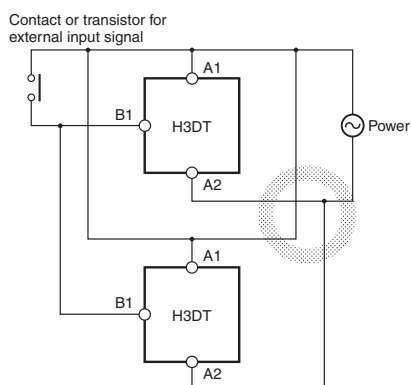 Contact or transistor for
external input signal
A1
B1
H3DT
Power
A2
A1
B1
H3DT
A2